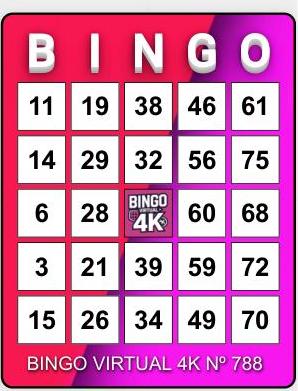 B I N G O
11 19 38 46 61
14 29 32 56 75
6 28 BINGO VIRTUAL 4K 60 68
3 21 39 59 72
15 26 34 49 70
BINGO VIRTUAL 4K Nº 788